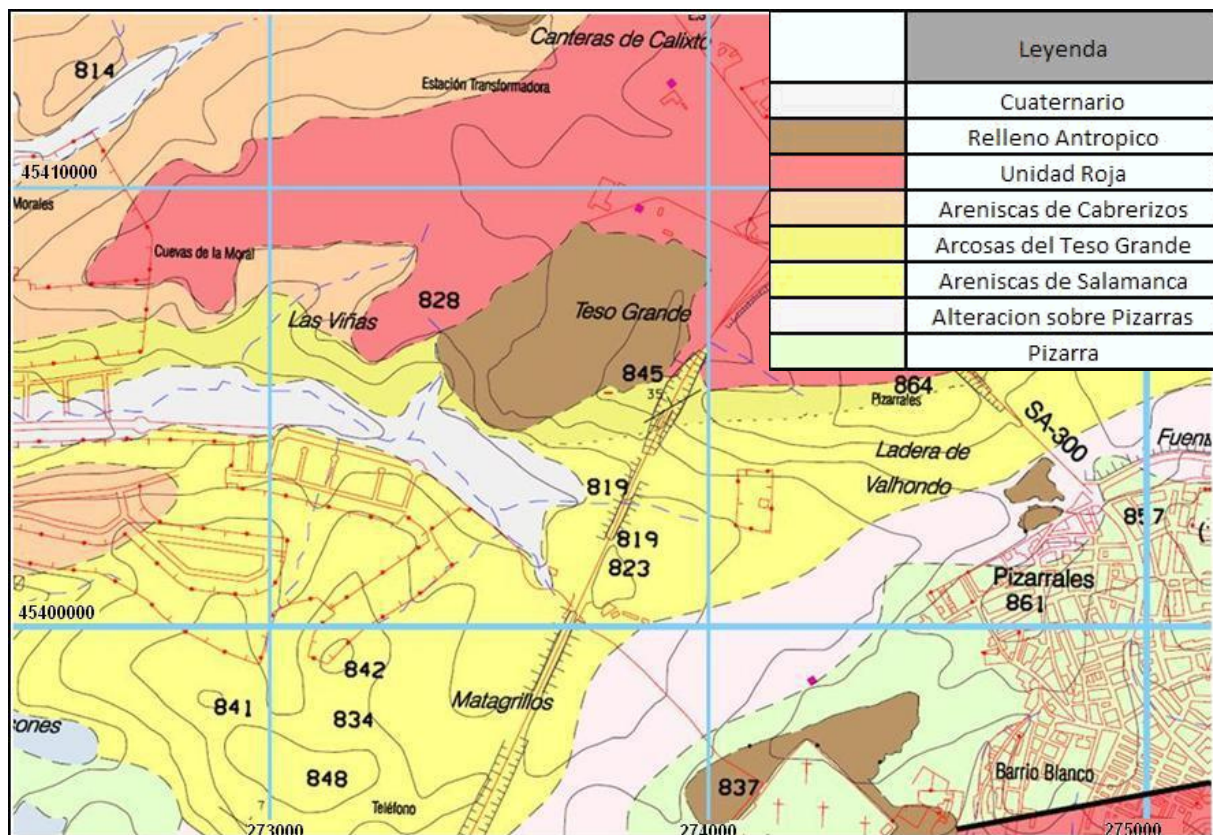 Canteras de Calixto
814
Estación Transformadora
45410000
Morales
Cuevas de la Moral
828
Las Viñas
Teso Grande
845
35
864
Pizarrales
SA-300
Ladera de
Valhondo
819
857
819
823
Pizarrales
861
45400000
842
841
834
Matagrillos
848
7
Teléfono
837
Barrio Blanco
273000
274000
275000
Leyenda
Cuaternario
Relleno Antropico
Unidad Roja
Areniscas de Cabrerizos
Arcosas del Teso Grande
Areniscas de Salamanca
Alteracion sobre Pizarras
Pizarra